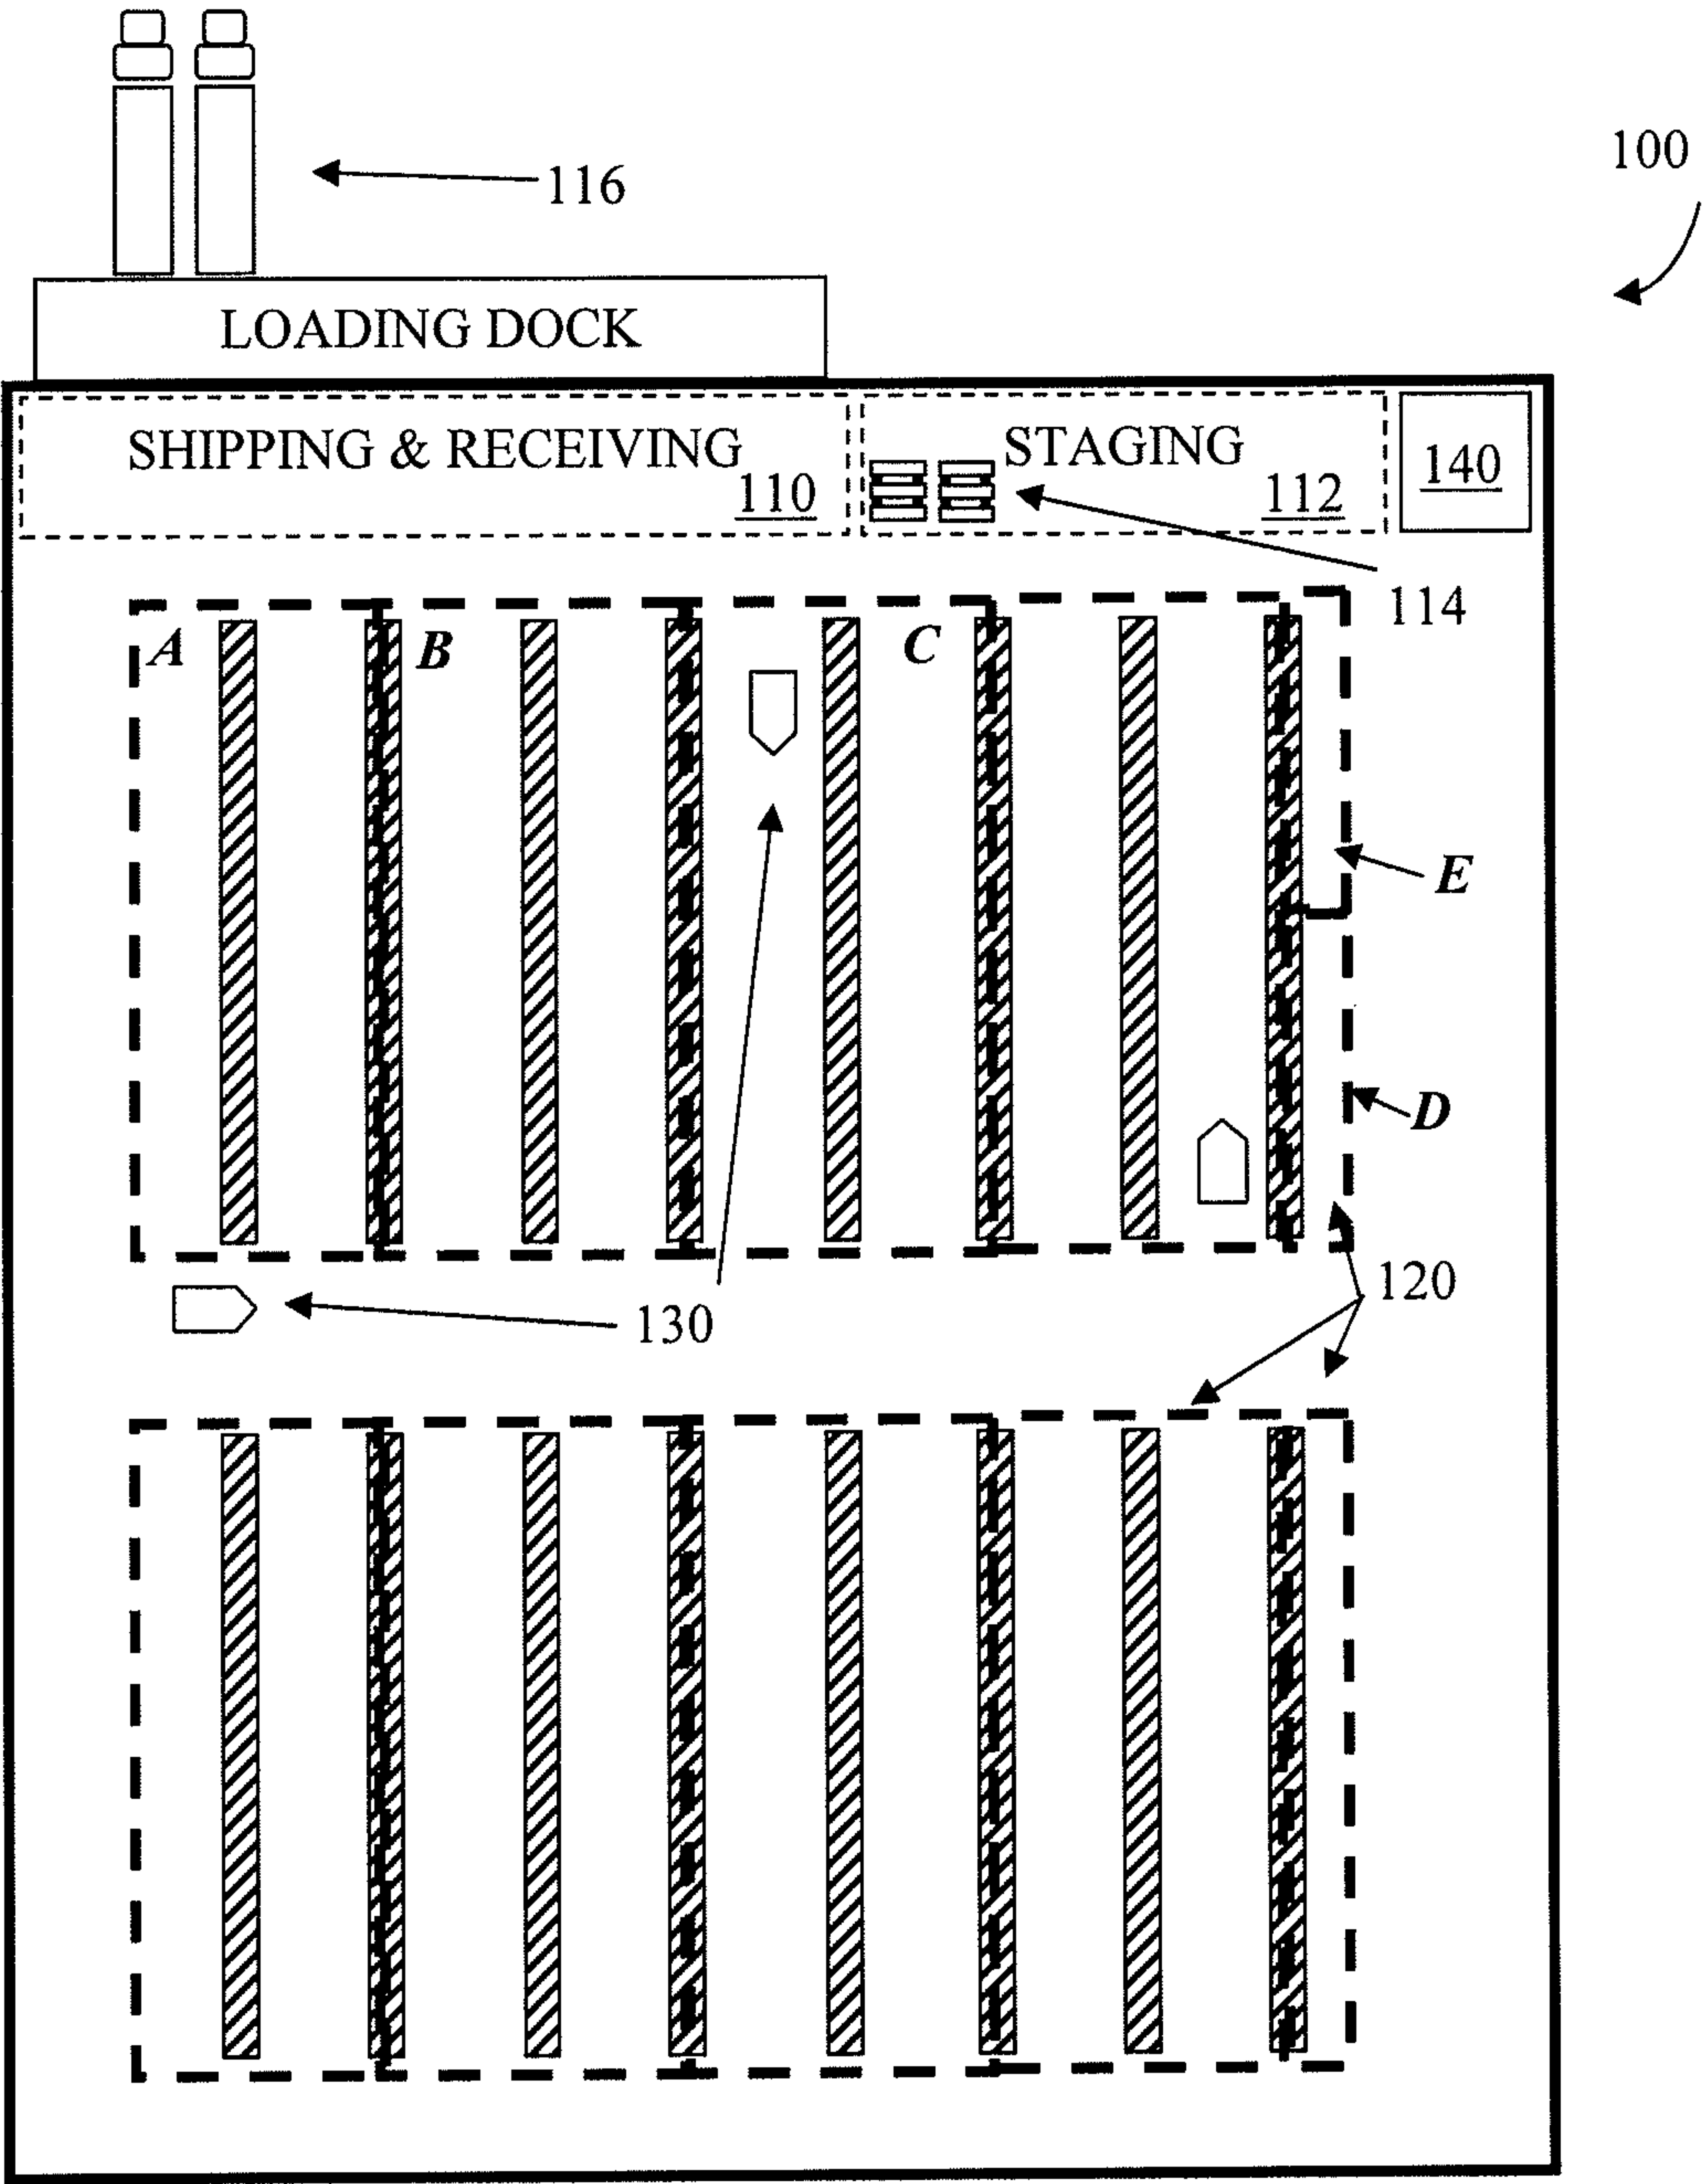 100
116
LOADING DOCK
SHIPPING & RECEIVING
110
STAGING
112
140
114
A
B
C
E
D
120
130